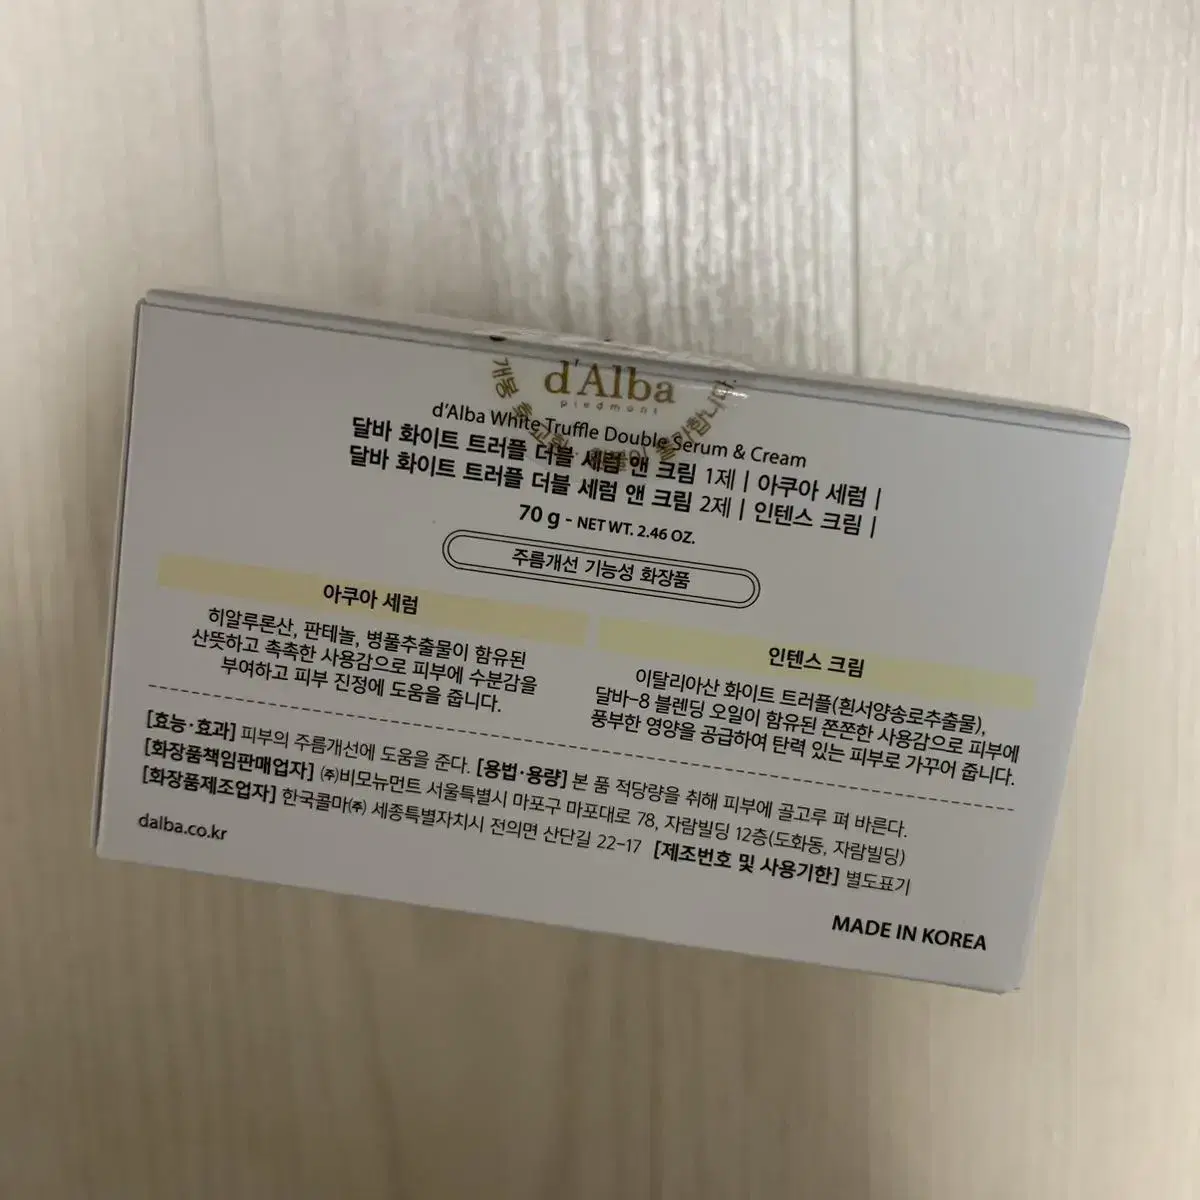 d'Alba
piedmont
개봉 후 교환·환불이 불가합니다
d'Alba White Truffle Double Serum & Cream
달바 화이트 트러플 더블 세럼 앤 크림 1제 | 아쿠아 세럼 |
달바 화이트 트러플 더블 세럼 앤 크림 2제 | 인텐스 크림 |
70 g - NET WT. 2.46 OZ.
주름개선 기능성 화장품
아쿠아 세럼
히알루론산, 판테놀, 병풀추출물이 함유된
산뜻하고 촉촉한 사용감으로 피부에 수분감을
부여하고 피부 진정에 도움을 줍니다.
인텐스 크림
이탈리아산 화이트 트러플(흰서양송로추출물),
달바-8 블렌딩 오일이 함유된 쫀쫀한 사용감으로 피부에
풍부한 영양을 공급하여 탄력 있는 피부로 가꾸어 줍니다.
[효능·효과] 피부의 주름개선에 도움을 준다. [용법·용량] 본 품 적당량을 취해 피부에 골고루 펴 바른다.
[화장품책임판매업자] ㈜비모뉴먼트 서울특별시 마포구 마포대로 78, 자람빌딩 12층(도화동, 자람빌딩)
[화장품제조업자] 한국콜마㈜ 세종특별자치시 전의면 산단길 22-17 [제조번호 및 사용기한] 별도표기
dalba.co.kr
MADE IN KOREA